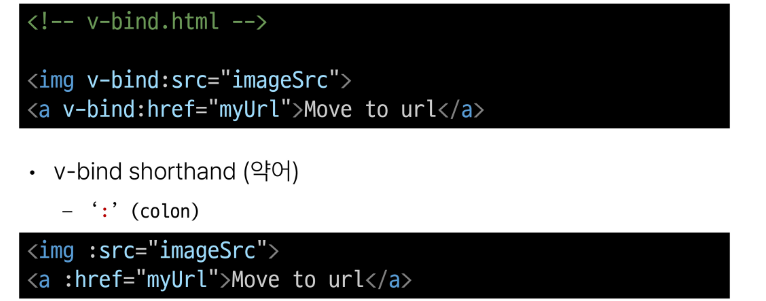 <!-- v-bind.html -->
<img v-bind:src="imageSrc">
<a v-bind:href="myUrl">Move to url</a>
• v-bind shorthand (약어)
– ‘:’ (colon)
<img :src="imageSrc">
<a :href="myUrl">Move to url</a>